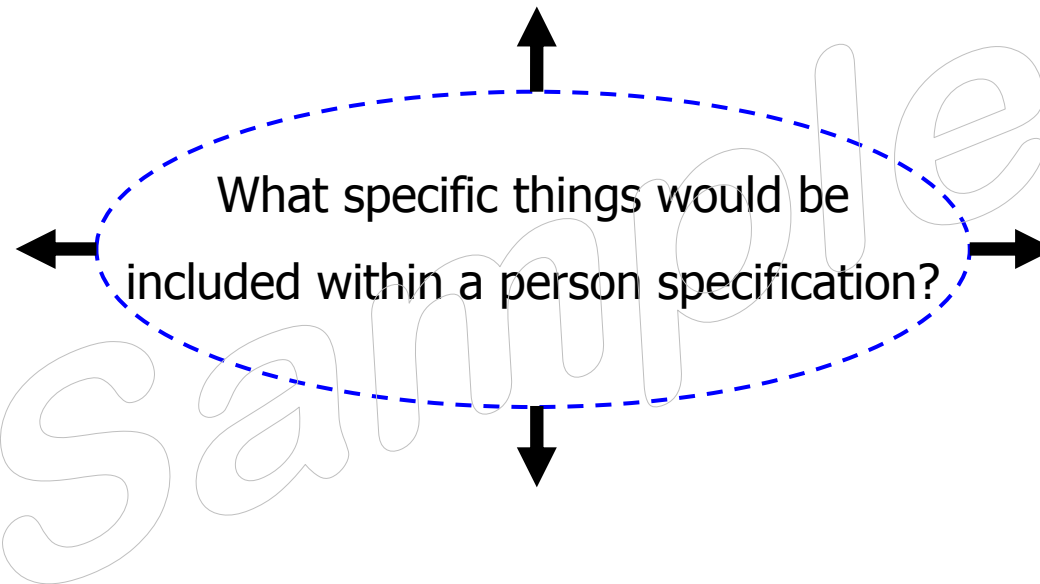 What specific things would be
included within a person specification?
Sample